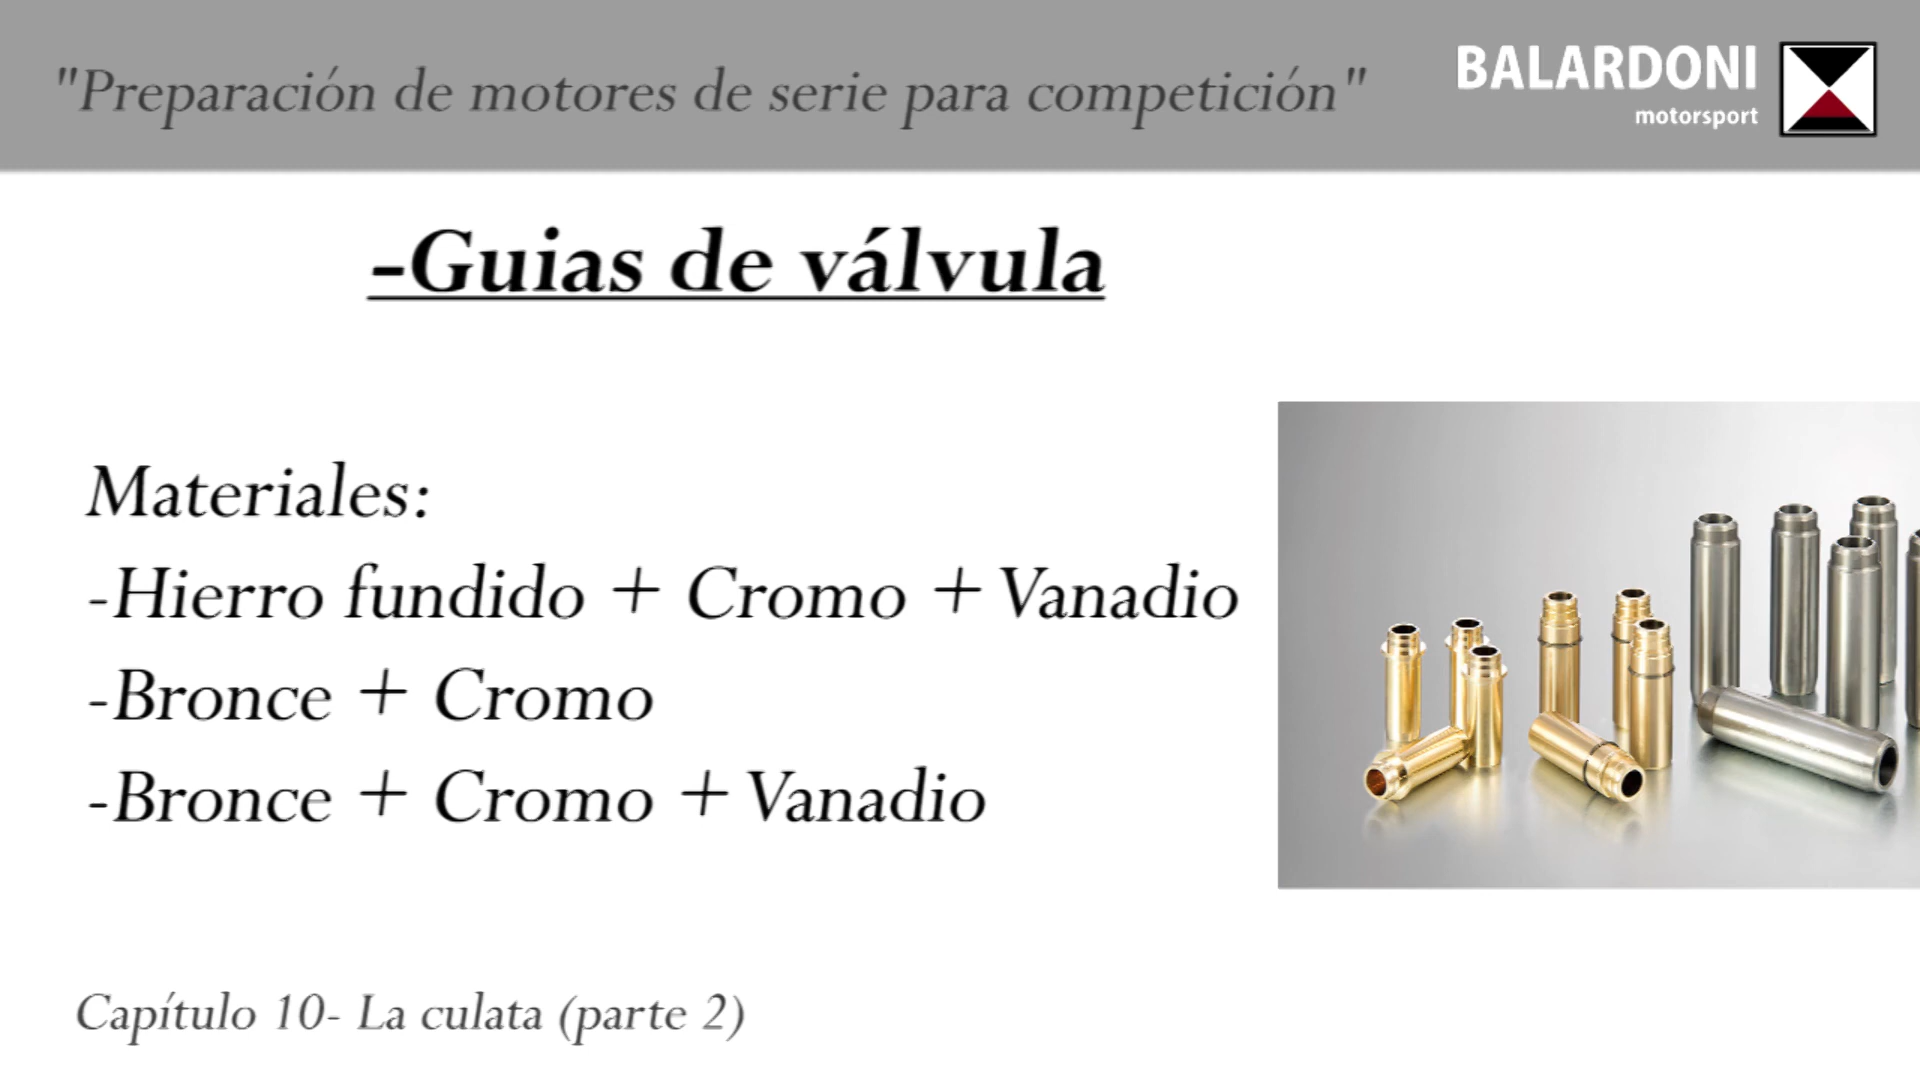 "Preparación de motores de serie para competición"
BALARDONI
motorsport
-Guias de válvula
Materiales:
-Hierro fundido + Cromo + Vanadio
-Bronce + Cromo
-Bronce + Cromo + Vanadio
Capítulo 10- La culata (parte 2)